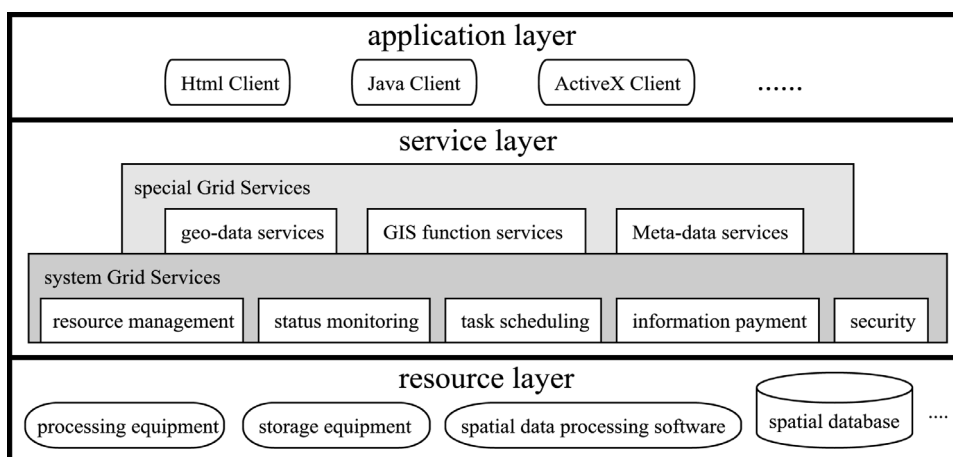 application layer
Html Client Java Client ActiveX Client ......
service layer
special Grid Services
geo-data services GIS function services Meta-data services
system Grid Services
resource management status monitoring task scheduling information payment security
resource layer
processing equipment storage equipment spatial data processing software spatial database ....